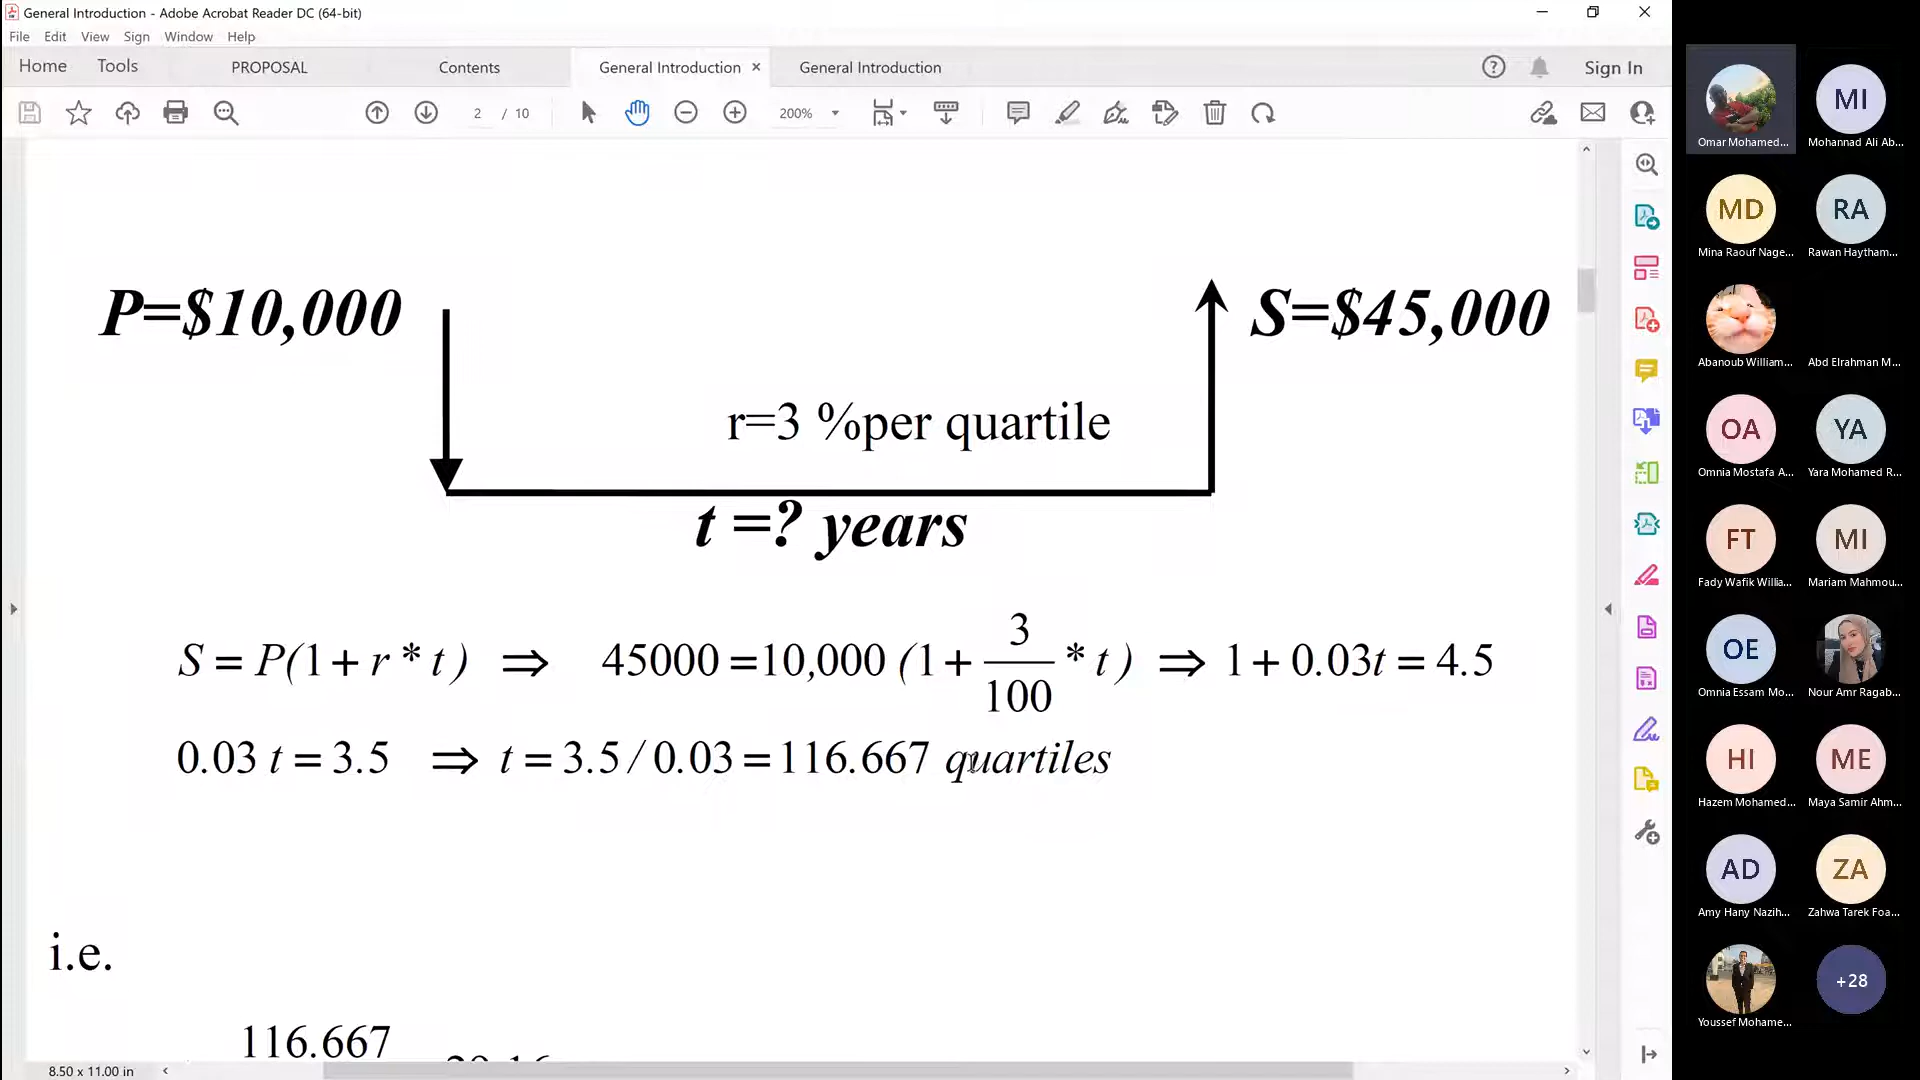 General Introduction - Adobe Acrobat Reader DC (64-bit)
File Edit View Sign Window Help
Home Tools PROPOSAL Contents General Introduction × General Introduction Sign In
2 / 10 200%
P=$10,000 S=$45,000
r=3 %per quartile
t =? years
S = P(1+ r * t) ⇒ 45000 =10,000 (1+ 3/100 * t) ⇒ 1+ 0.03t = 4.5
0.03 t = 3.5 ⇒ t = 3.5 / 0.03 = 116.667 quartiles
i.e.
116.667
8.50 x 11.00 in
Omar Mohamed...
MI
Mohannad Ali Ab...
MD
Mina Raouf Nage...
RA
Rawan Haytham...
Abanoub William...
Abd Elrahman M...
OA
Omnia Mostafa A...
YA
Yara Mohamed R...
FT
Fady Wafik Willia...
MI
Mariam Mahmou...
OE
Omnia Essam Mo...
Nour Amr Ragab...
HI
Hazem Mohamed...
ME
Maya Samir Ahm...
AD
Amy Hany Nazih...
ZA
Zahwa Tarek Foa...
Youssef Mohame...
+28